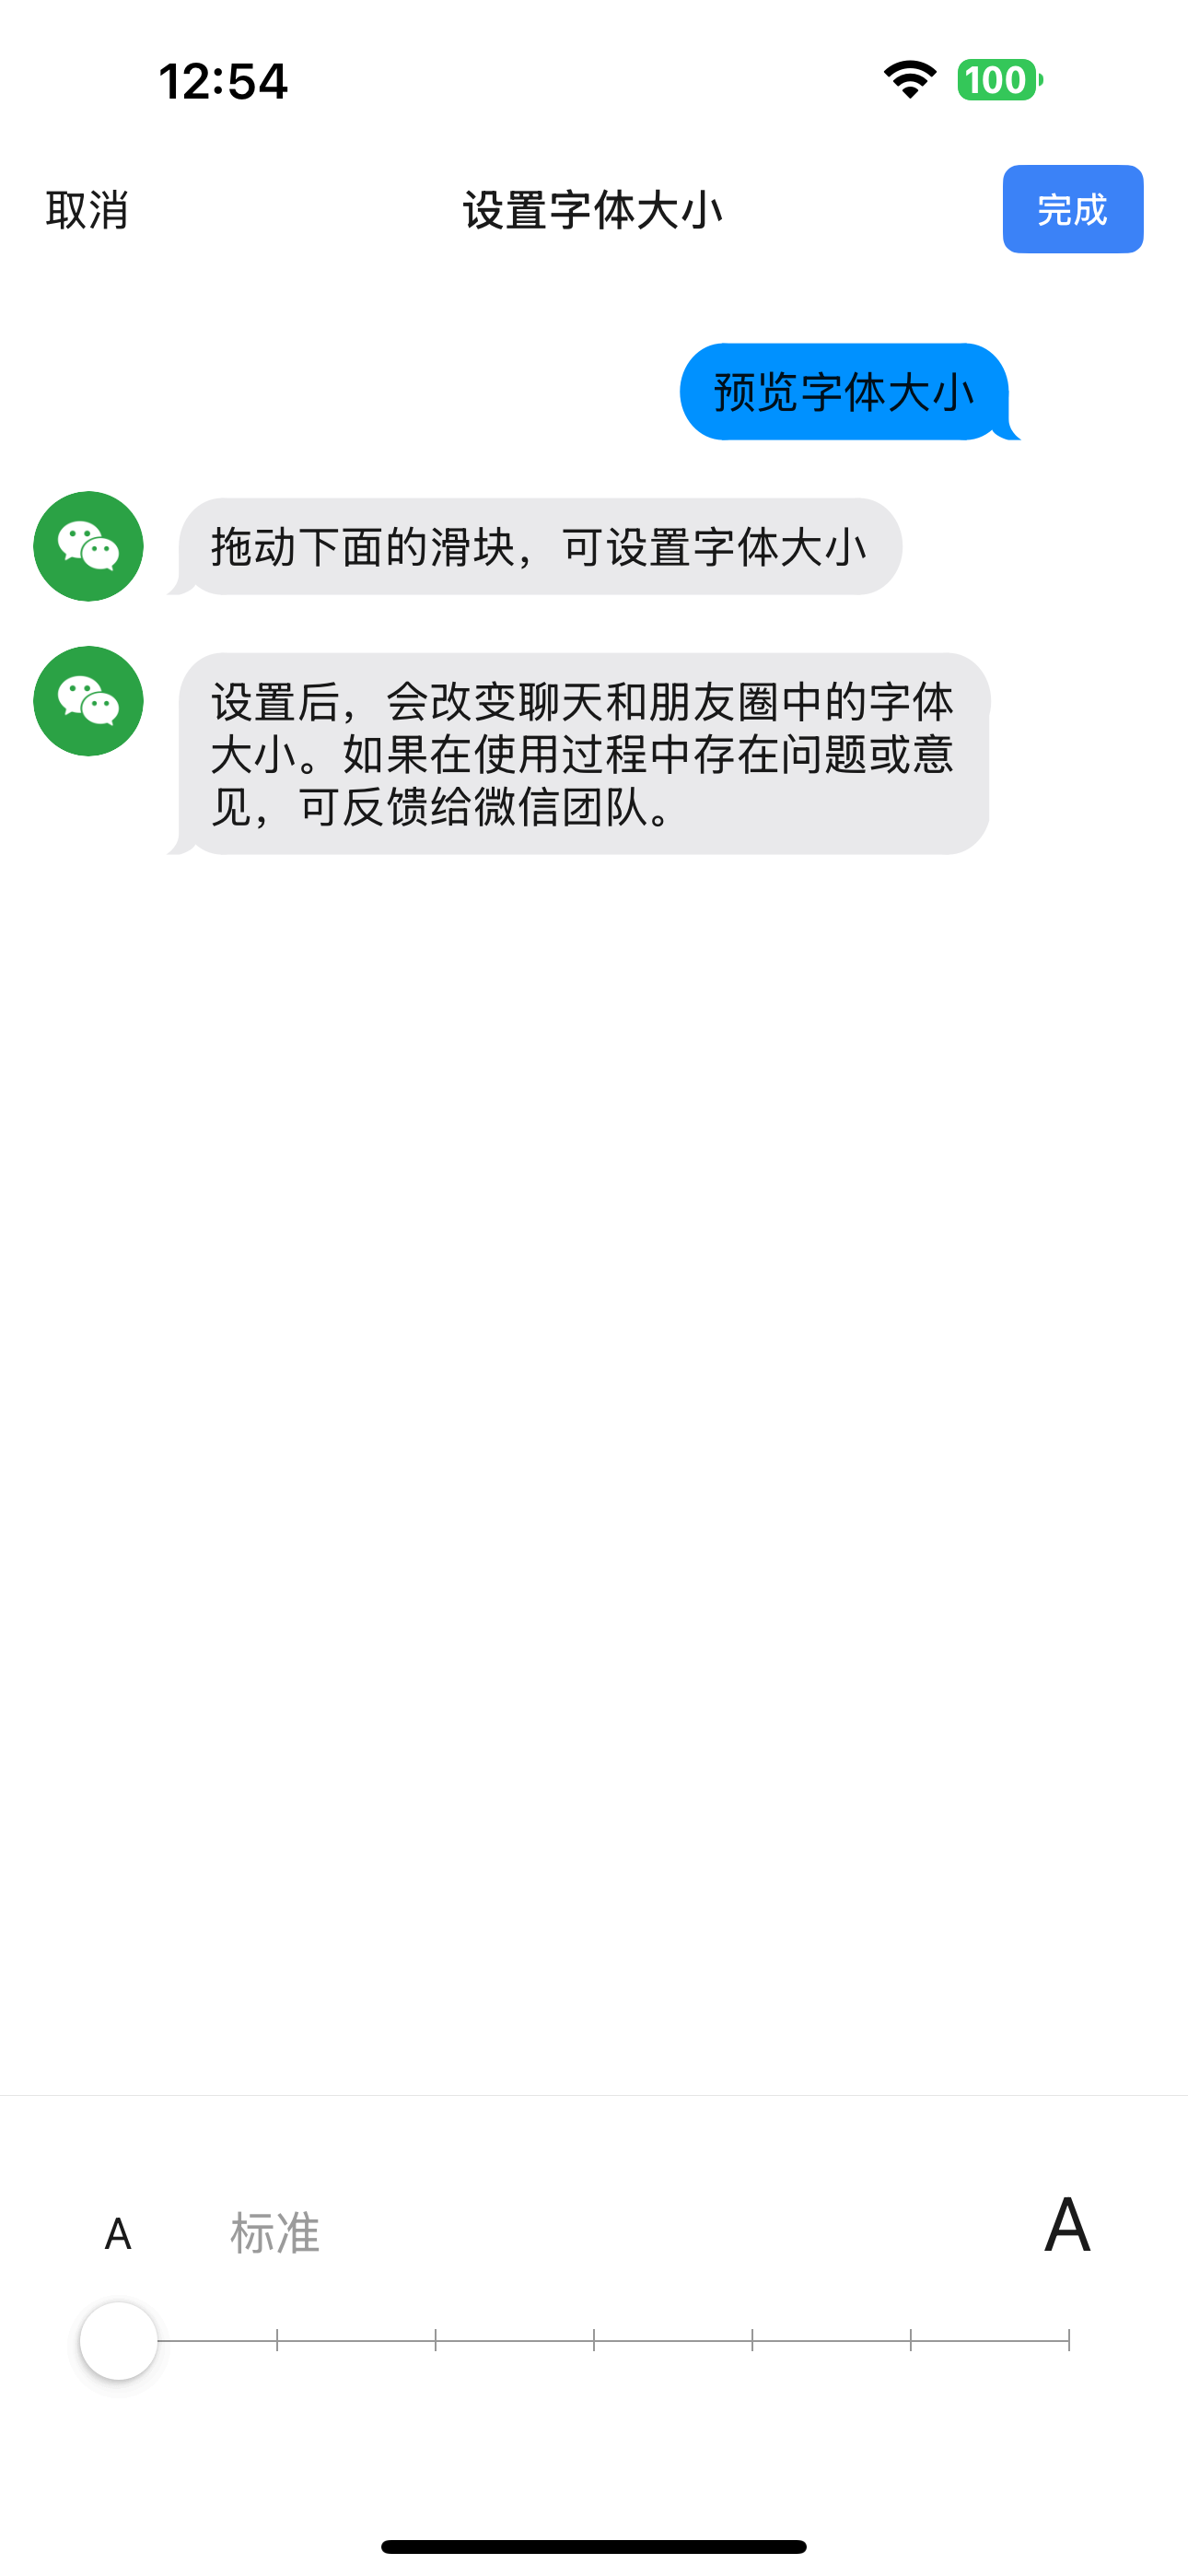 12:54
100
取消
设置字体大小
完成
预览字体大小
拖动下面的滑块，可设置字体大小
设置后，会改变聊天和朋友圈中的字体
大小。如果在使用过程中存在问题或意
见，可反馈给微信团队。
A
标准
A